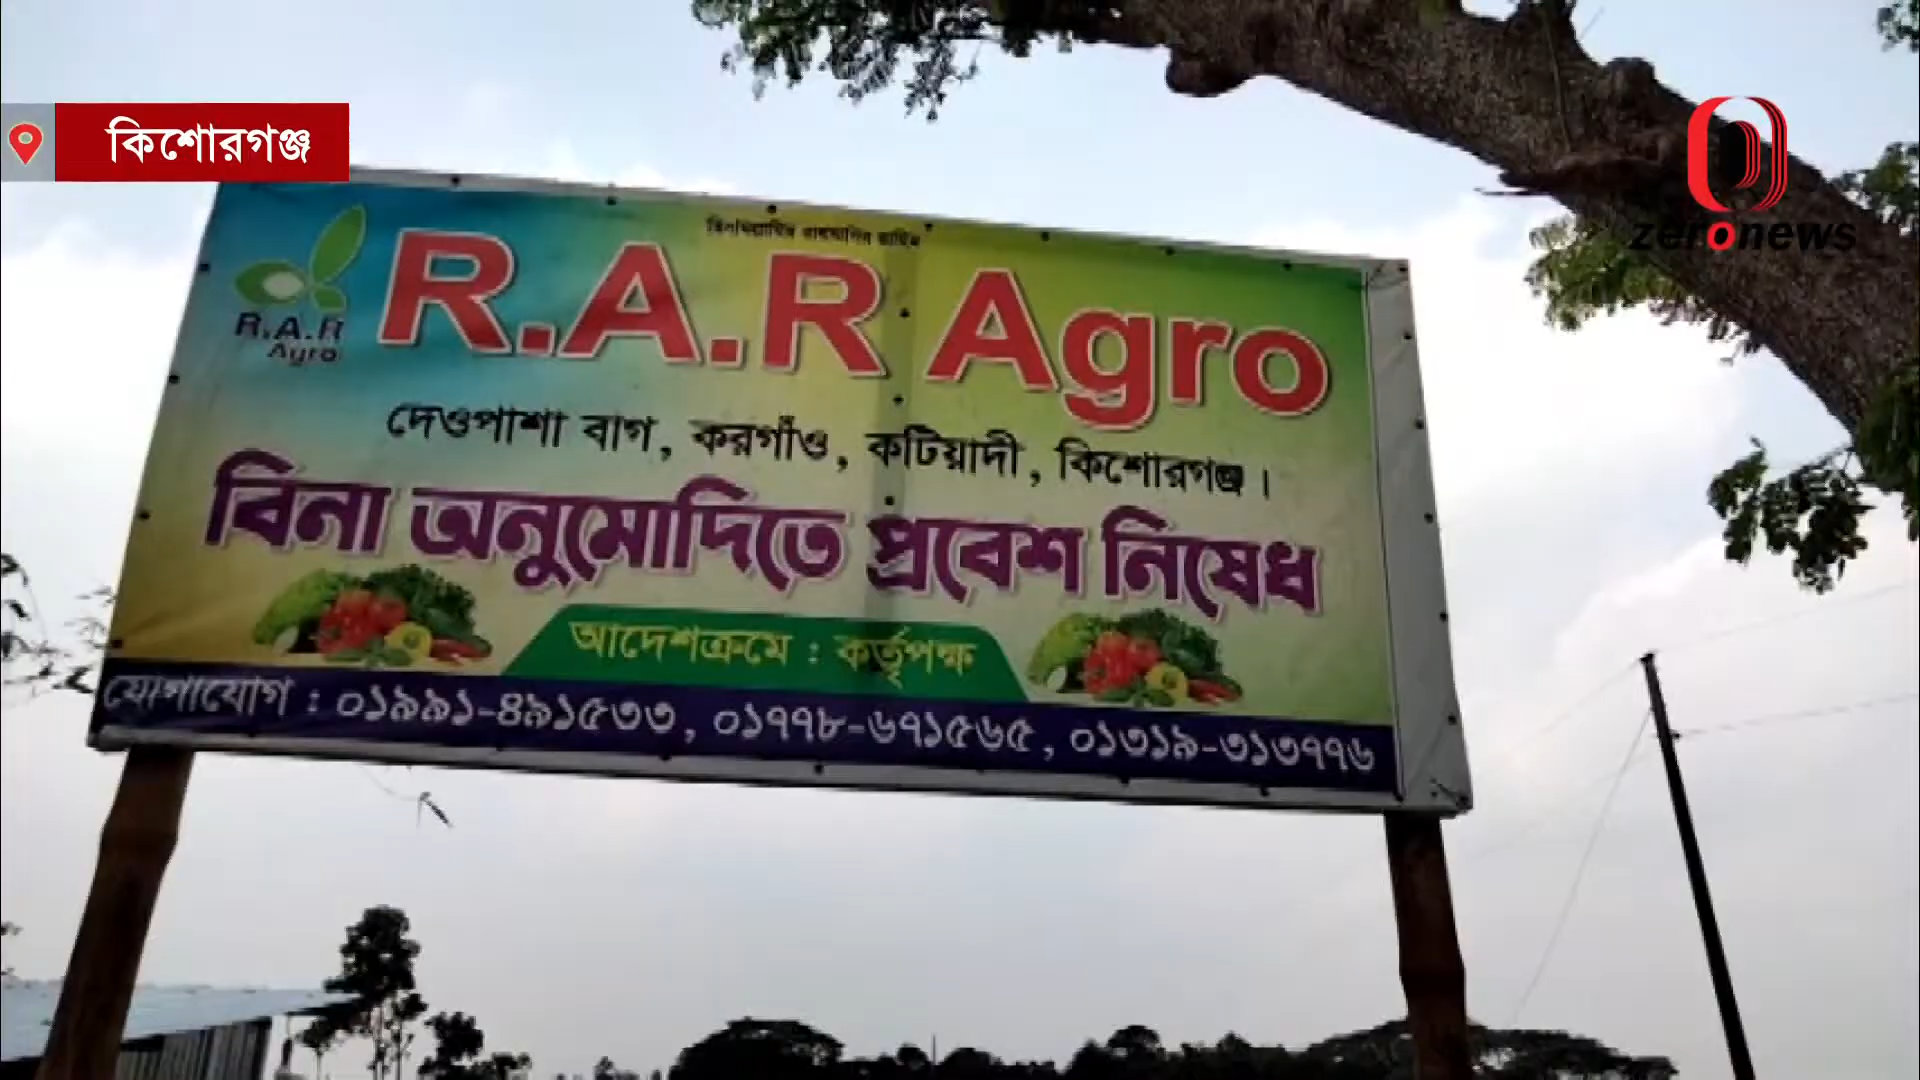 কিশোরগঞ্জ
zeronews
R.A.R Agro
R.A.R
Agro
দেওপাশা বাগ, করগাঁও, কটিয়াদী, কিশোরগঞ্জ।
বিনা অনুমোদিতে প্রবেশ নিষেধ
আদেশক্রমে : কর্তৃপক্ষ
যোগাযোগ : ০১৯৯১-৪৯১৫৩৩, ০১৭৭৮-৬৭১৫৬৫, ০১৩১৯-৩১৩৭৭৬